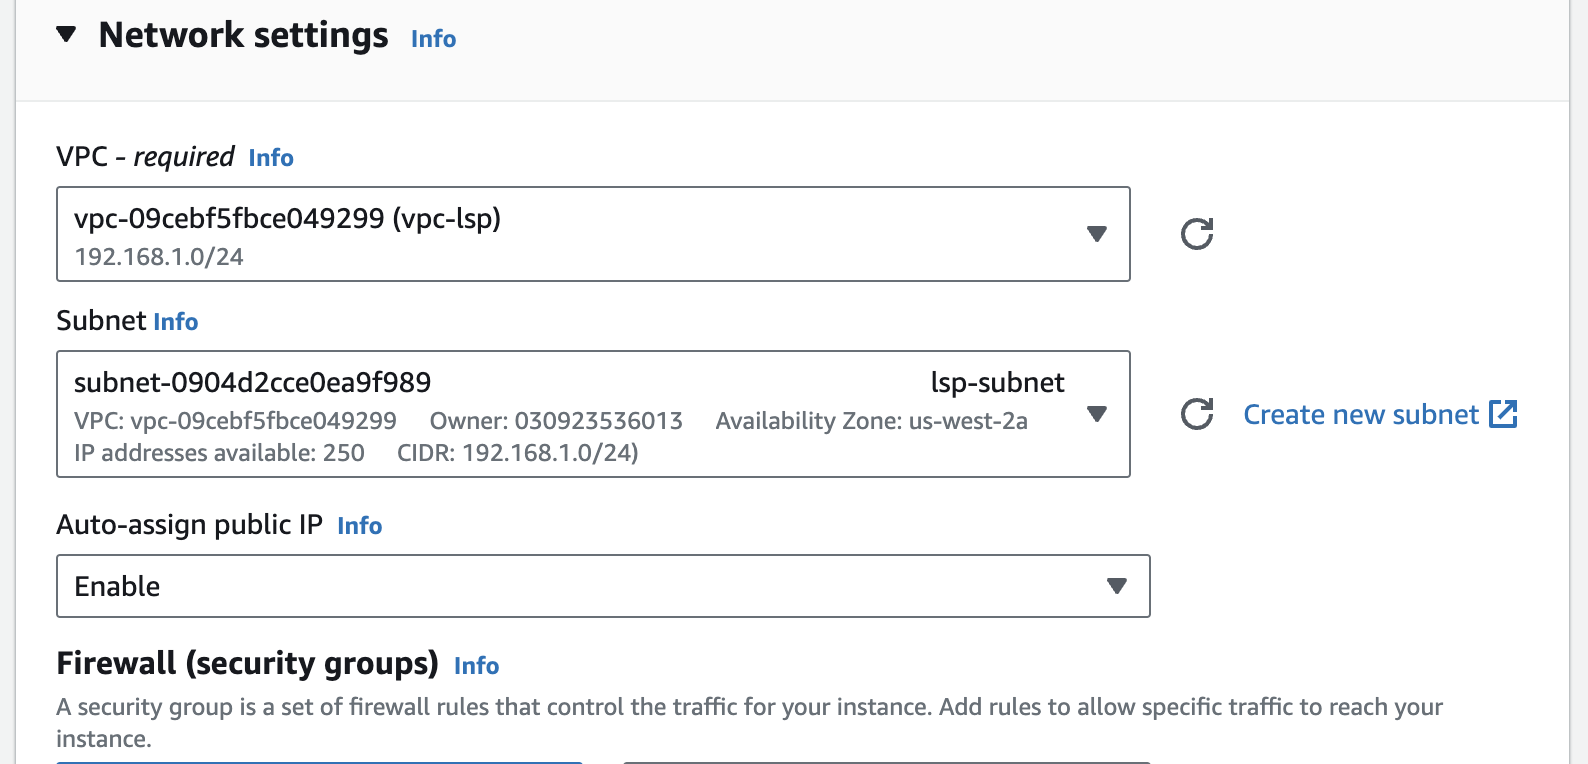 Network settings Info
VPC - required Info
vpc-09cebf5fbce049299 (vpc-lsp)
192.168.1.0/24
Subnet Info
subnet-0904d2cce0ea9f989 lsp-subnet
VPC: vpc-09cebf5fbce049299 Owner: 030923536013 Availability Zone: us-west-2a
IP addresses available: 250 CIDR: 192.168.1.0/24)
Create new subnet
Auto-assign public IP Info
Enable
Firewall (security groups) Info
A security group is a set of firewall rules that control the traffic for your instance. Add rules to allow specific traffic to reach your
instance.